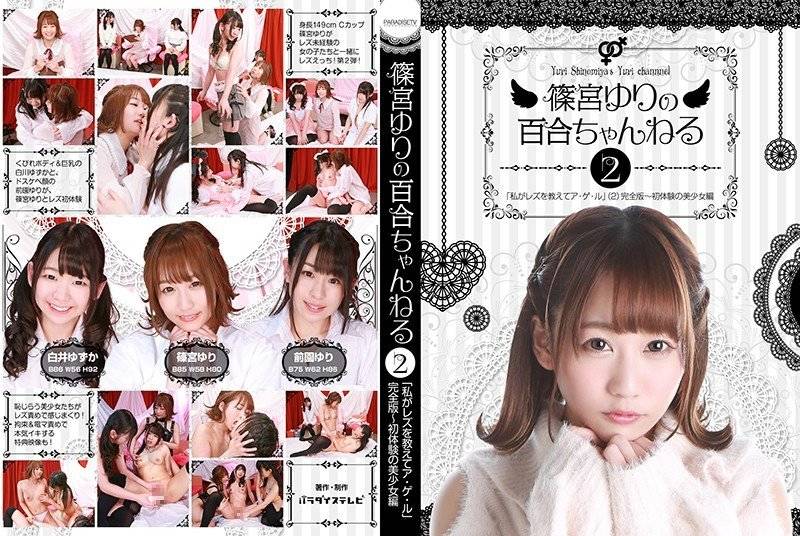 身長149cm Cカップ
篠宮ゆりが
レズ未経験の
女の子たちと一緒に
レズえっち！第2弾！
くびれボディ&巨乳の
白川ゆずかと、
ドスケベ顔の
前園ゆりが、
篠宮ゆりとレズ初体験
白井ゆずか
B86 W56 H92
篠宮ゆり
B85 W58 H80
前園ゆり
B75 W62 H86
恥じらう美少女たちが
レズ責めで感じまくり！
拘束&電マ責めで
本気イキする
特典映像も！
著作・制作
パラダイステレビ
PARADISETV
篠宮ゆりの百合ちゃんねる
2
「私がレズを教えてア・ゲ・ル」
完全版～初体験の美少女編
Yuri Shinomiya's Yuri channnel
篠宮ゆりの
百合ちゃんねる
2
「私がレズを教えてア・ゲ・ル」(2)完全版～初体験の美少女編